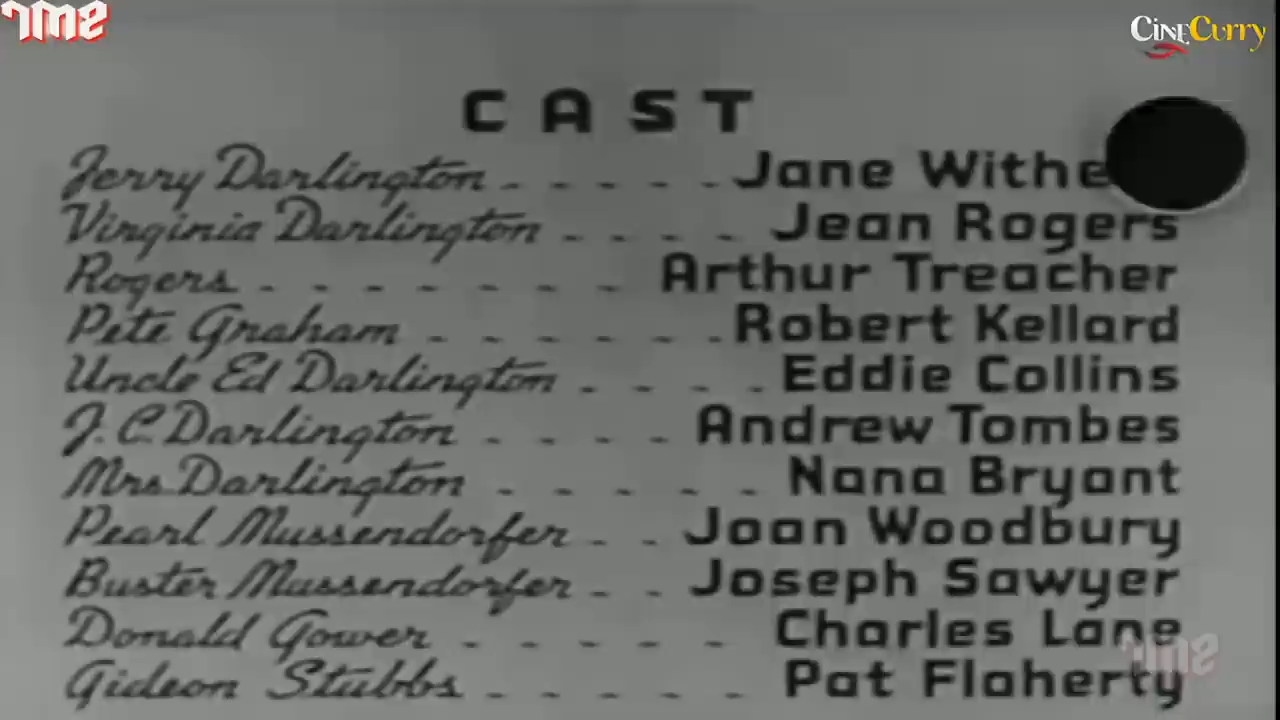 CINECURRY
CAST
Jerry Darlington - - - - - Jane Withe
Virginia Darlington - - - - Jean Rogers
Rogers - - - - - - - Arthur Treacher
Pete Graham - - - - - - Robert Kellard
Uncle Ed Darlington - - - - Eddie Collins
J. C. Darlington - - - - Andrew Tombes
Mrs. Darlington - - - - - Nana Bryant
Pearl Mussendorfer - - Joan Woodbury
Buster Mussendorfer - - Joseph Sawyer
Donald Gower - - - - - Charles Lane
Gideon Stubbs - - - - - Pat Flaherty